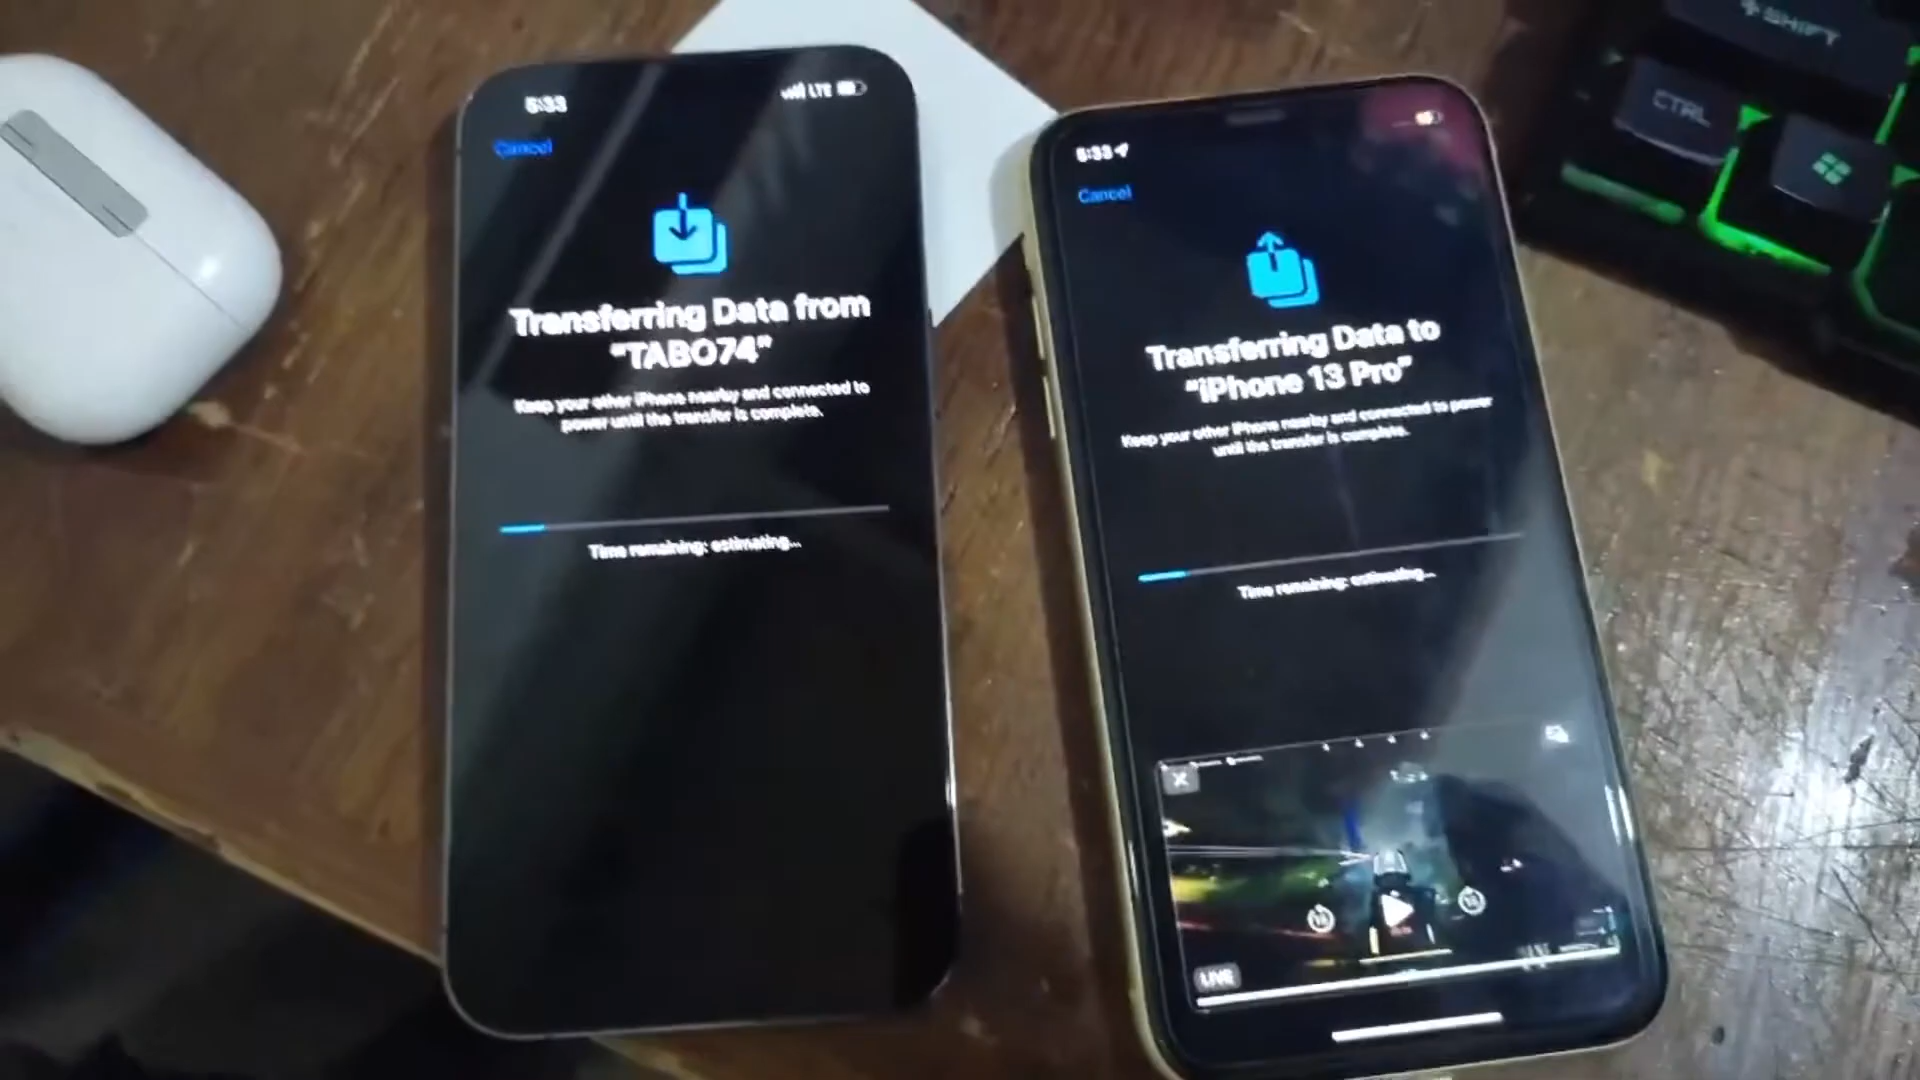 5:33
LTE
Cancel
Transferring Data from
“TABO74”
Keep your other iPhone nearby and connected to
power until the transfer is complete.
Time remaining: estimating...
5:33
Cancel
Transferring Data to
“iPhone 13 Pro”
Keep your other iPhone nearby and connected to power
until the transfer is complete.
Time remaining: estimating...
LIVE
SHIFT
CTRL